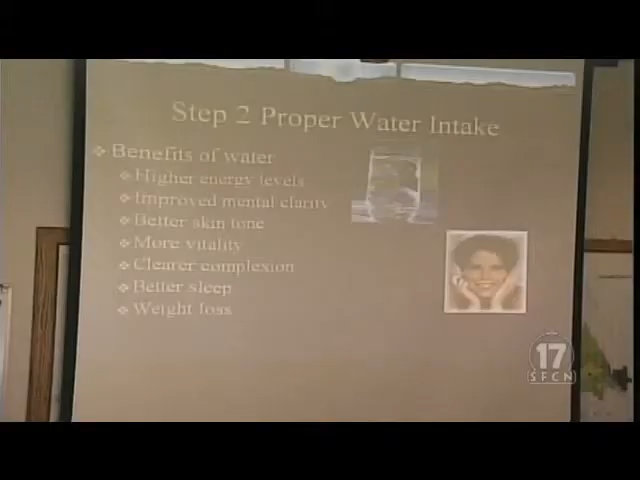 Step 2 Proper Water Intake
Benefits of water
Higher energy levels
Improved mental clarity
Better skin tone
More vitality
Clearer complexion
Better sleep
Weight loss
17
SFCN